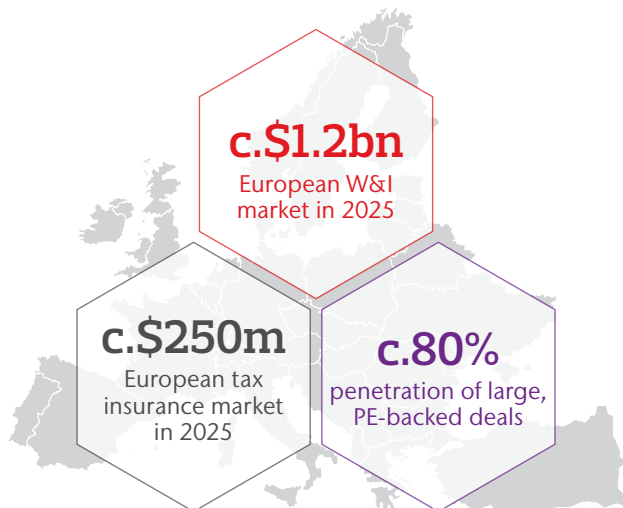 c.$1.2bn
European W&I
market in 2025
c.$250m
European tax
insurance market
in 2025
c.80%
penetration of large,
PE-backed deals